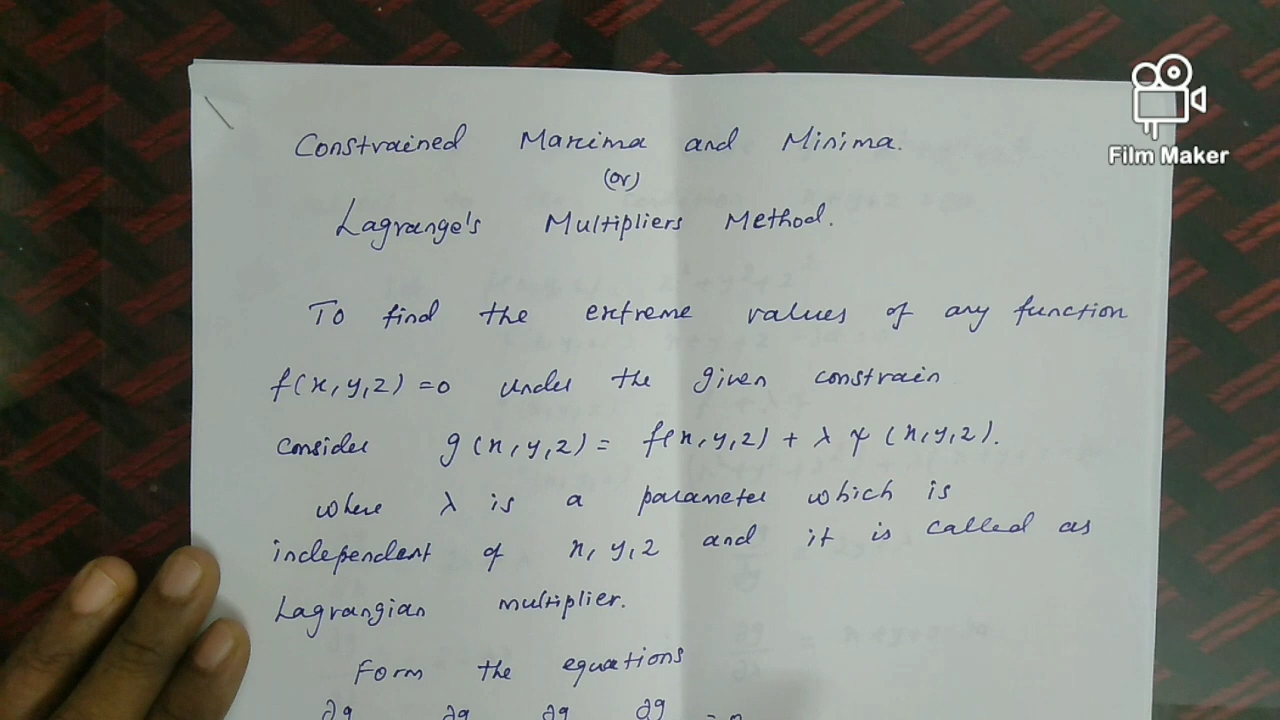 Constrained Maxima and Minima.
(or)
Lagrange's Multipliers Method.
To find the extreme values of any function
f(x,y,z) =0 under the given constrain
consider g(x,y,z) = f(x,y,z) + λ ψ (x,y,z).
where λ is a parameter which is
independent of x, y, z and it is called as
Lagrangian multiplier.
Form the equations
∂g ∂g ∂g ∂g = 0
Film Maker